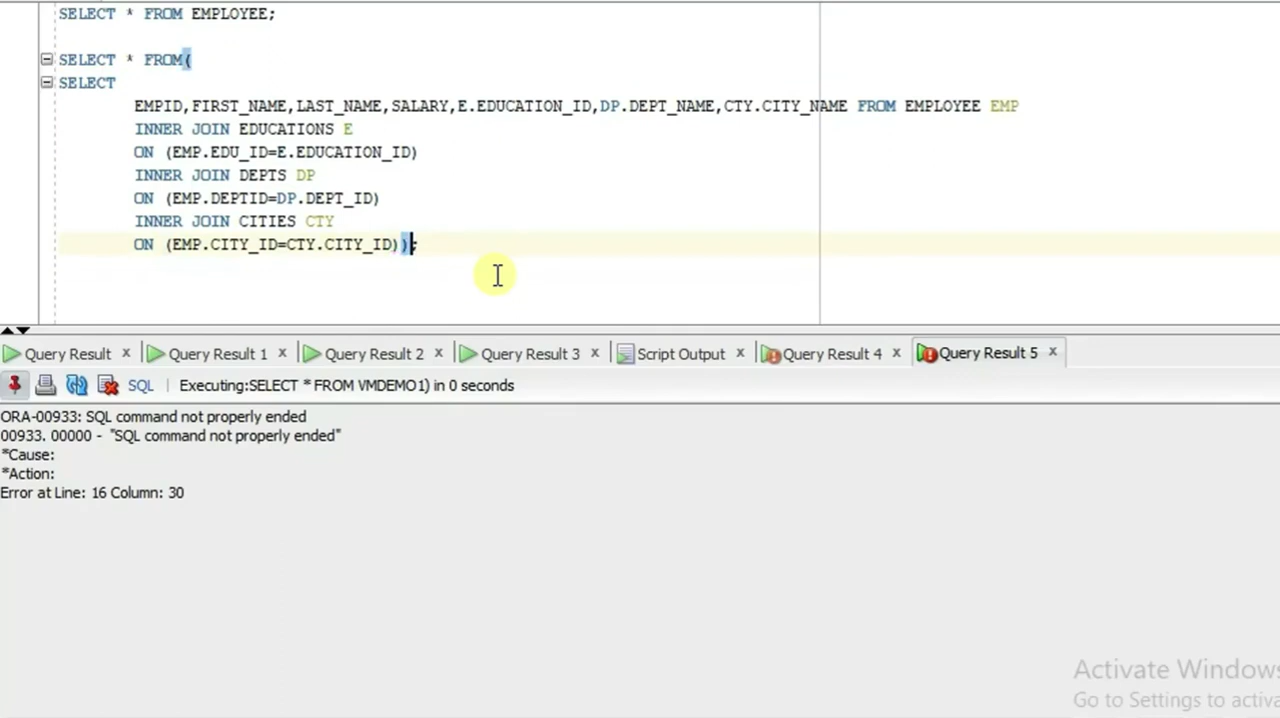 SELECT * FROM EMPLOYEE;
SELECT * FROM(
SELECT
EMPID,FIRST_NAME,LAST_NAME,SALARY,E.EDUCATION_ID,DP.DEPT_NAME,CTY.CITY_NAME FROM EMPLOYEE EMP
INNER JOIN EDUCATIONS E
ON (EMP.EDU_ID=E.EDUCATION_ID)
INNER JOIN DEPTS DP
ON (EMP.DEPTID=DP.DEPT_ID)
INNER JOIN CITIES CTY
ON (EMP.CITY_ID=CTY.CITY_ID));
Query Result x Query Result 1 x Query Result 2 x Query Result 3 x Script Output x Query Result 4 x Query Result 5 x
SQL | Executing:SELECT * FROM VMDEMO1) in 0 seconds
ORA-00933: SQL command not properly ended
00933. 00000 - "SQL command not properly ended"
*Cause:
*Action:
Error at Line: 16 Column: 30
Activate Windows
Go to Settings to activa